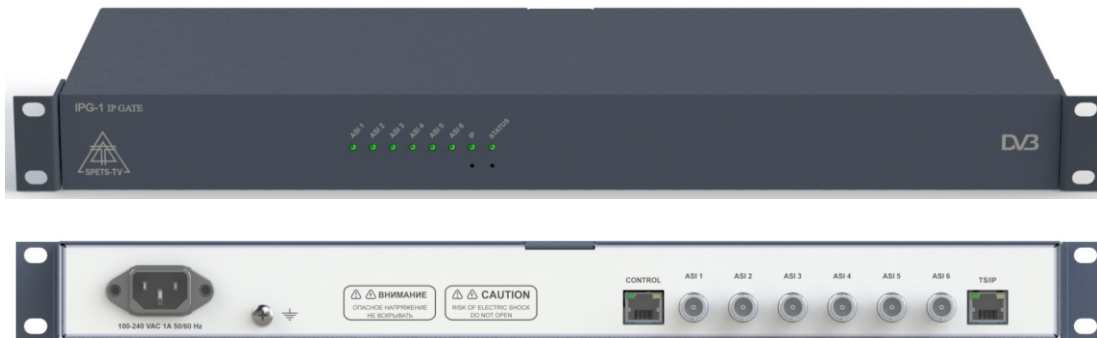 IPG-1 IP GATE
ASI 1 ASI 2 ASI 3 ASI 4 ASI 5 ASI 6 IP STATUS
SPETS-TV
DVB
CONTROL ASI 1 ASI 2 ASI 3 ASI 4 ASI 5 ASI 6 TS/IP
ВНИМАНИЕ
ОПАСНОЕ НАПРЯЖЕНИЕ
НЕ ВСКРЫВАТЬ
CAUTION
RISK OF ELECTRIC SHOCK
DO NOT OPEN
100-240 VAC 1A 50/60 Hz